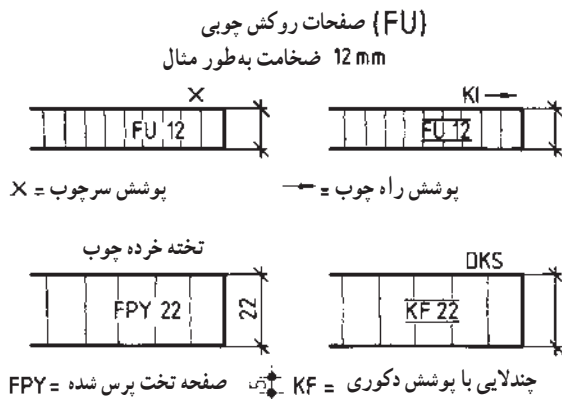 صفحات روکش چوبی (FU)
ضخامت به‌طور مثال 12 mm
X
KI →
FU 12
FU 12
پوشش سرچوب = X
پوشش راه چوب = →
تخته خرده چوب
DKS
FPY 22
22
KF 22
صفحه تخت پرس شده = FPY
5
چندلایی با پوشش دکوری = KF